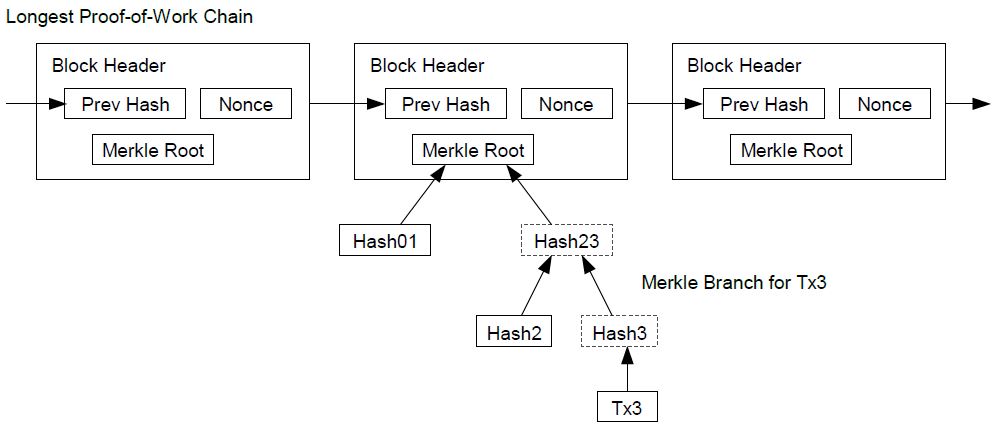 Longest Proof-of-Work Chain
Block Header
Prev Hash
Nonce
Merkle Root
Block Header
Prev Hash
Nonce
Merkle Root
Block Header
Prev Hash
Nonce
Merkle Root
Hash01
Hash23
Merkle Branch for Tx3
Hash2
Hash3
Tx3